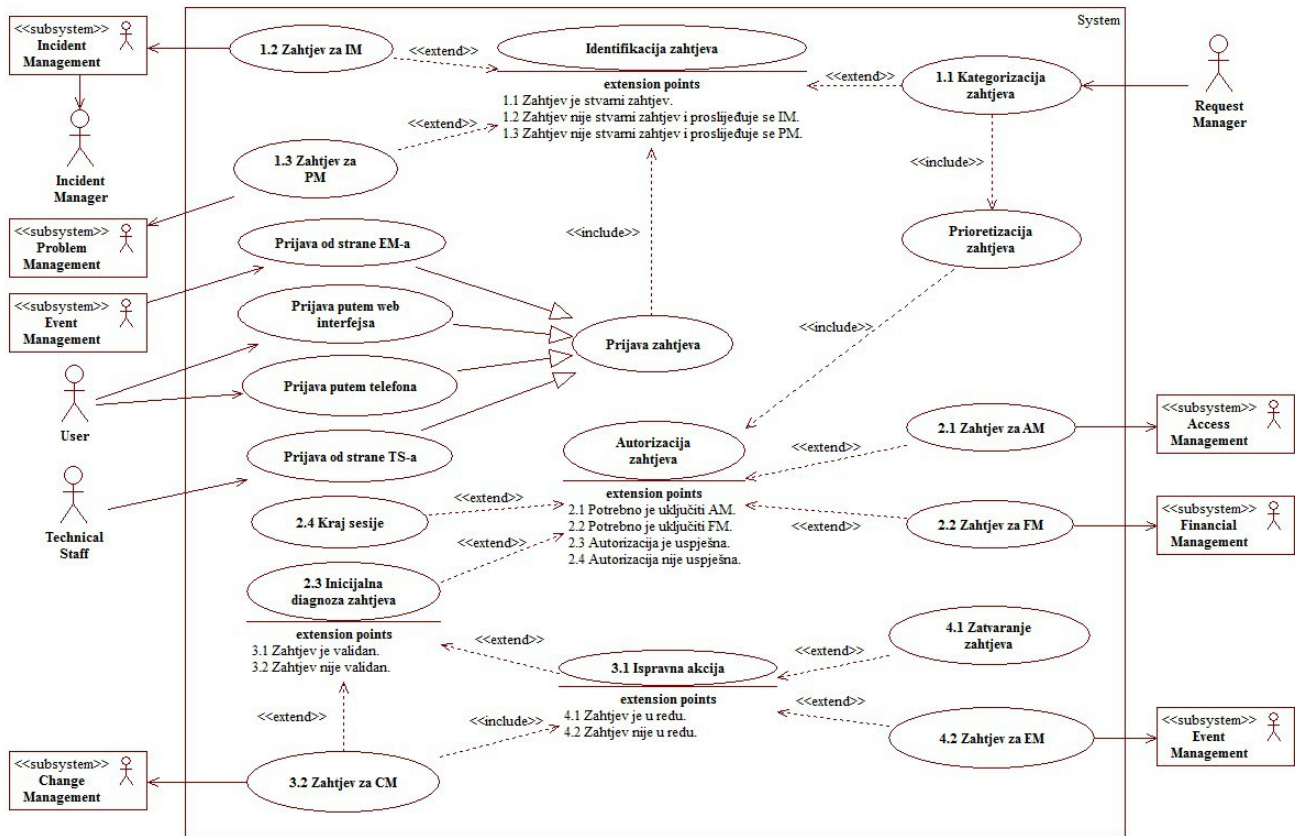 System
<<subsystem>>
Incident
Management
1.2 Zahtjev za IM
<<extend>>
Identifikacija zahtjeva
extension points
1.1 Zahtjev je stvarni zahtjev.
1.2 Zahtjev nije stvarni zahtjev i proslijeđuje se IM.
1.3 Zahtjev nije stvarni zahtjev i proslijeđuje se PM.
<<extend>>
1.1 Kategorizacija
zahtjeva
Request
Manager
Incident
Manager
<<extend>>
1.3 Zahtjev za
PM
<<include>>
<<subsystem>>
Problem
Management
Prijava od strane EM-a
<<include>>
Prioretizacija
zahtjeva
<<subsystem>>
Event
Management
Prijava putem web
interfejsa
Prijava zahtjeva
<<include>>
Prijava putem telefona
User
Prijava od strane TS-a
Autorizacija
zahtjeva
extension points
2.1 Potrebno je uključiti AM.
2.2 Potrebno je uključiti FM.
2.3 Autorizacija je uspješna.
2.4 Autorizacija nije uspješna.
<<extend>>
2.1 Zahtjev za AM
<<subsystem>>
Access
Management
Technical
Staff
2.4 Kraj sesije
<<extend>>
<<extend>>
<<extend>>
2.2 Zahtjev za FM
<<subsystem>>
Financial
Management
2.3 Inicijalna
diagnoza zahtjeva
extension points
3.1 Zahtjev je validan.
3.2 Zahtjev nije validan.
<<extend>>
3.1 Ispravna akcija
extension points
4.1 Zahtjev je u redu.
4.2 Zahtjev nije u redu.
<<extend>>
4.1 Zatvaranje
zahtjeva
<<extend>>
<<include>>
<<extend>>
4.2 Zahtjev za EM
<<subsystem>>
Event
Management
<<subsystem>>
Change
Management
3.2 Zahtjev za CM